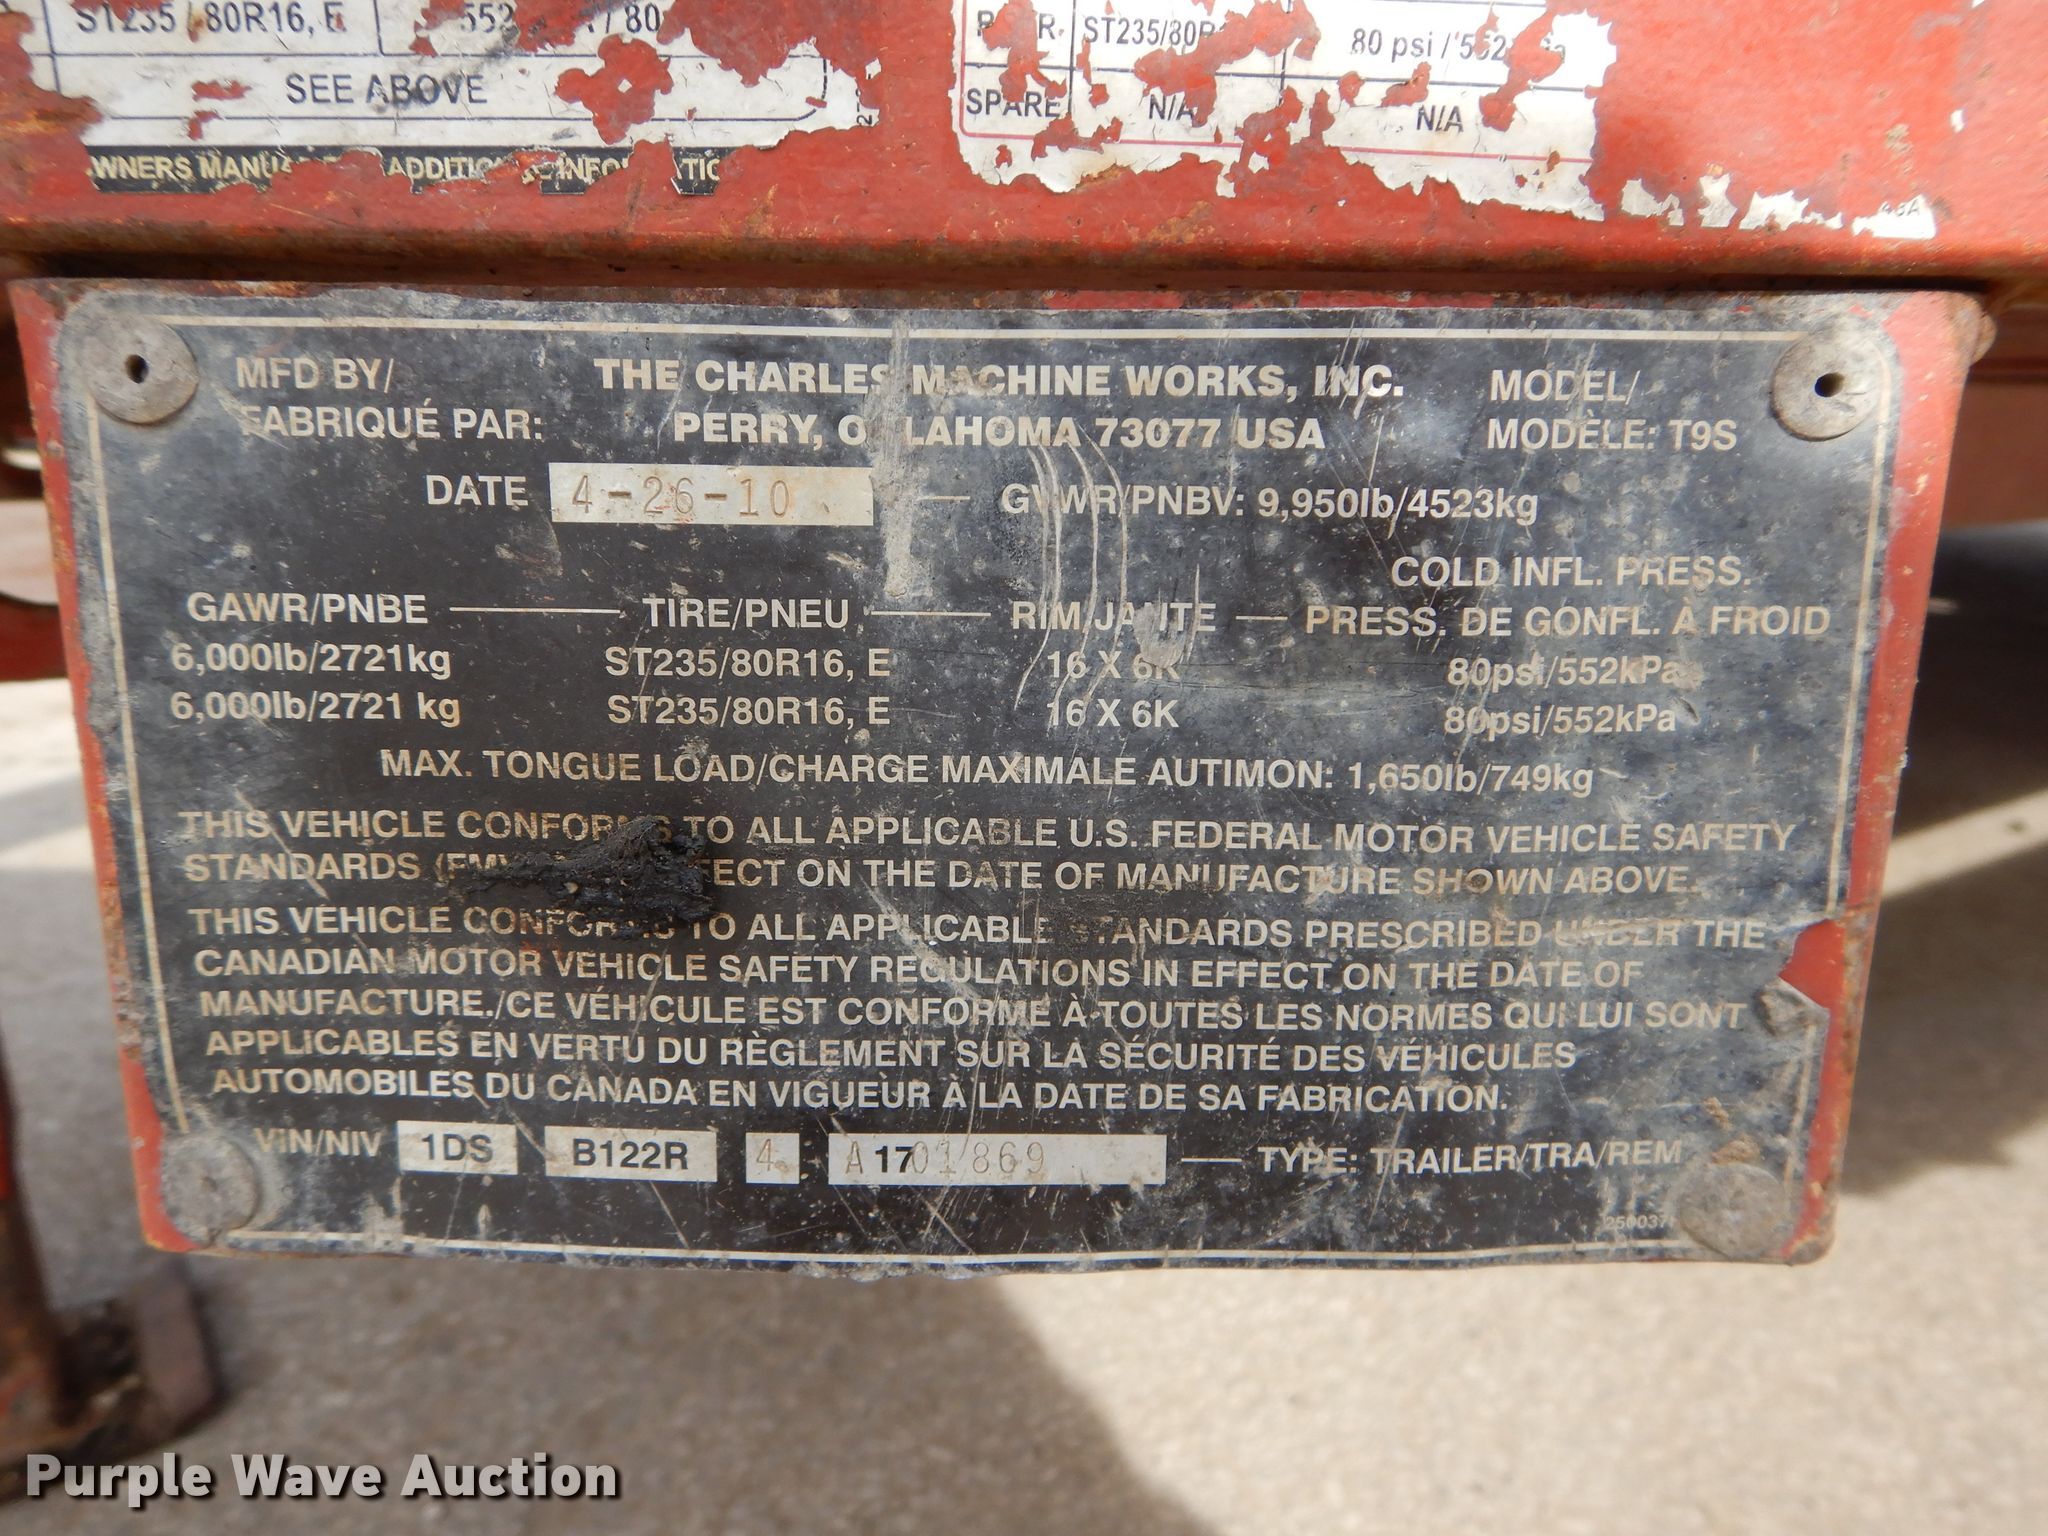 ST235 / 80R16, E
SEE ABOVE
ADDITIONAL
ST235/80R
80 psi / 552
SPARE N/A N/A
MFD BY/ THE CHARLES MACHINE WORKS, INC. MODEL/
FABRIQUÉ PAR: PERRY, OKLAHOMA 73077 USA MODÈLE: T9S
DATE 4-26-10 GVWR/PNBV: 9,950lb/4523kg
COLD INFL. PRESS.
GAWR/PNBE TIRE/PNEU RIM/JANTE PRESS. DE GONFL. À FROID
6,000lb/2721kg ST235/80R16, E 16 X 6K 80psi/552kPa
6,000lb/2721 kg ST235/80R16, E 16 X 6K 80psi/552kPa
MAX. TONGUE LOAD/CHARGE MAXIMALE AUTIMON: 1,650lb/749kg
THIS VEHICLE CONFORMS TO ALL APPLICABLE U.S. FEDERAL MOTOR VEHICLE SAFETY
STANDARDS ON THE DATE OF MANUFACTURE SHOWN ABOVE.
THIS VEHICLE CONFORMS TO ALL APPLICABLE STANDARDS PRESCRIBED UNDER THE
CANADIAN MOTOR VEHICLE SAFETY REGULATIONS IN EFFECT ON THE DATE OF
MANUFACTURE./CE VÉHICULE EST CONFORME À TOUTES LES NORMES QUI LUI SONT
APPLICABLES EN VERTU DU RÈGLEMENT SUR LA SÉCURITÉ DES VÉHICULES
AUTOMOBILES DU CANADA EN VIGUEUR À LA DATE DE SA FABRICATION.
VIN/NIV 1DS B122R 4 A1701869 TYPE: TRAILER/TRA/REM
Purple Wave Auction